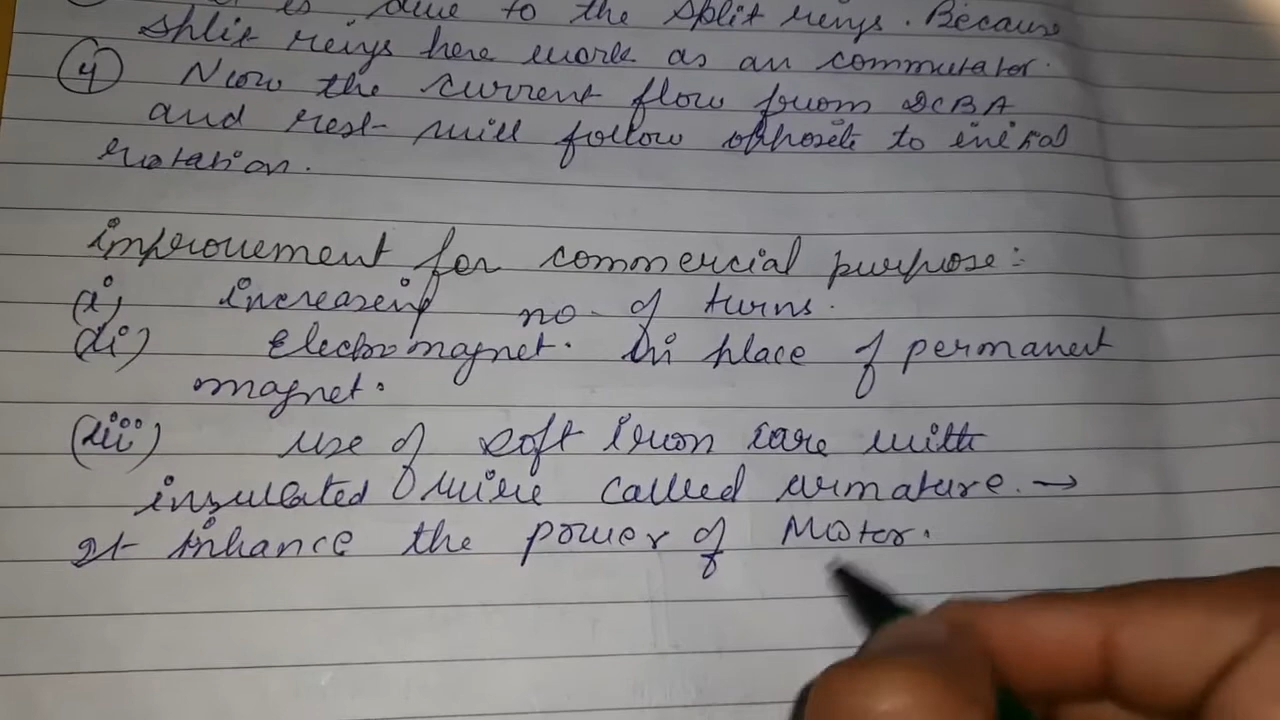 is due to the split rings. Because
split rings here work as an commutator.
(4) Now the current flow from DCBA
and rest will follow opposite to inital
rotation.
improvement for commercial purpose:-
(i) increasing no. of turns.
(ii) Electromagnet. In place of permanent
magnet.
(iii) use of soft iron core with
insulated wire called armature. →
It Enhance the power of Motor.